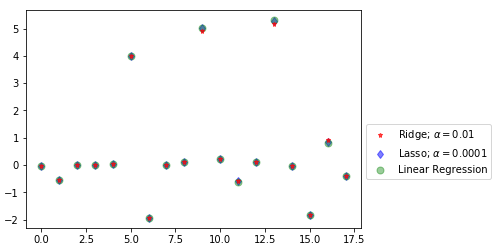 5
4
3
2
1
0
−1
−2
0.0 2.5 5.0 7.5 10.0 12.5 15.0 17.5
Ridge; α = 0.01
Lasso; α = 0.0001
Linear Regression